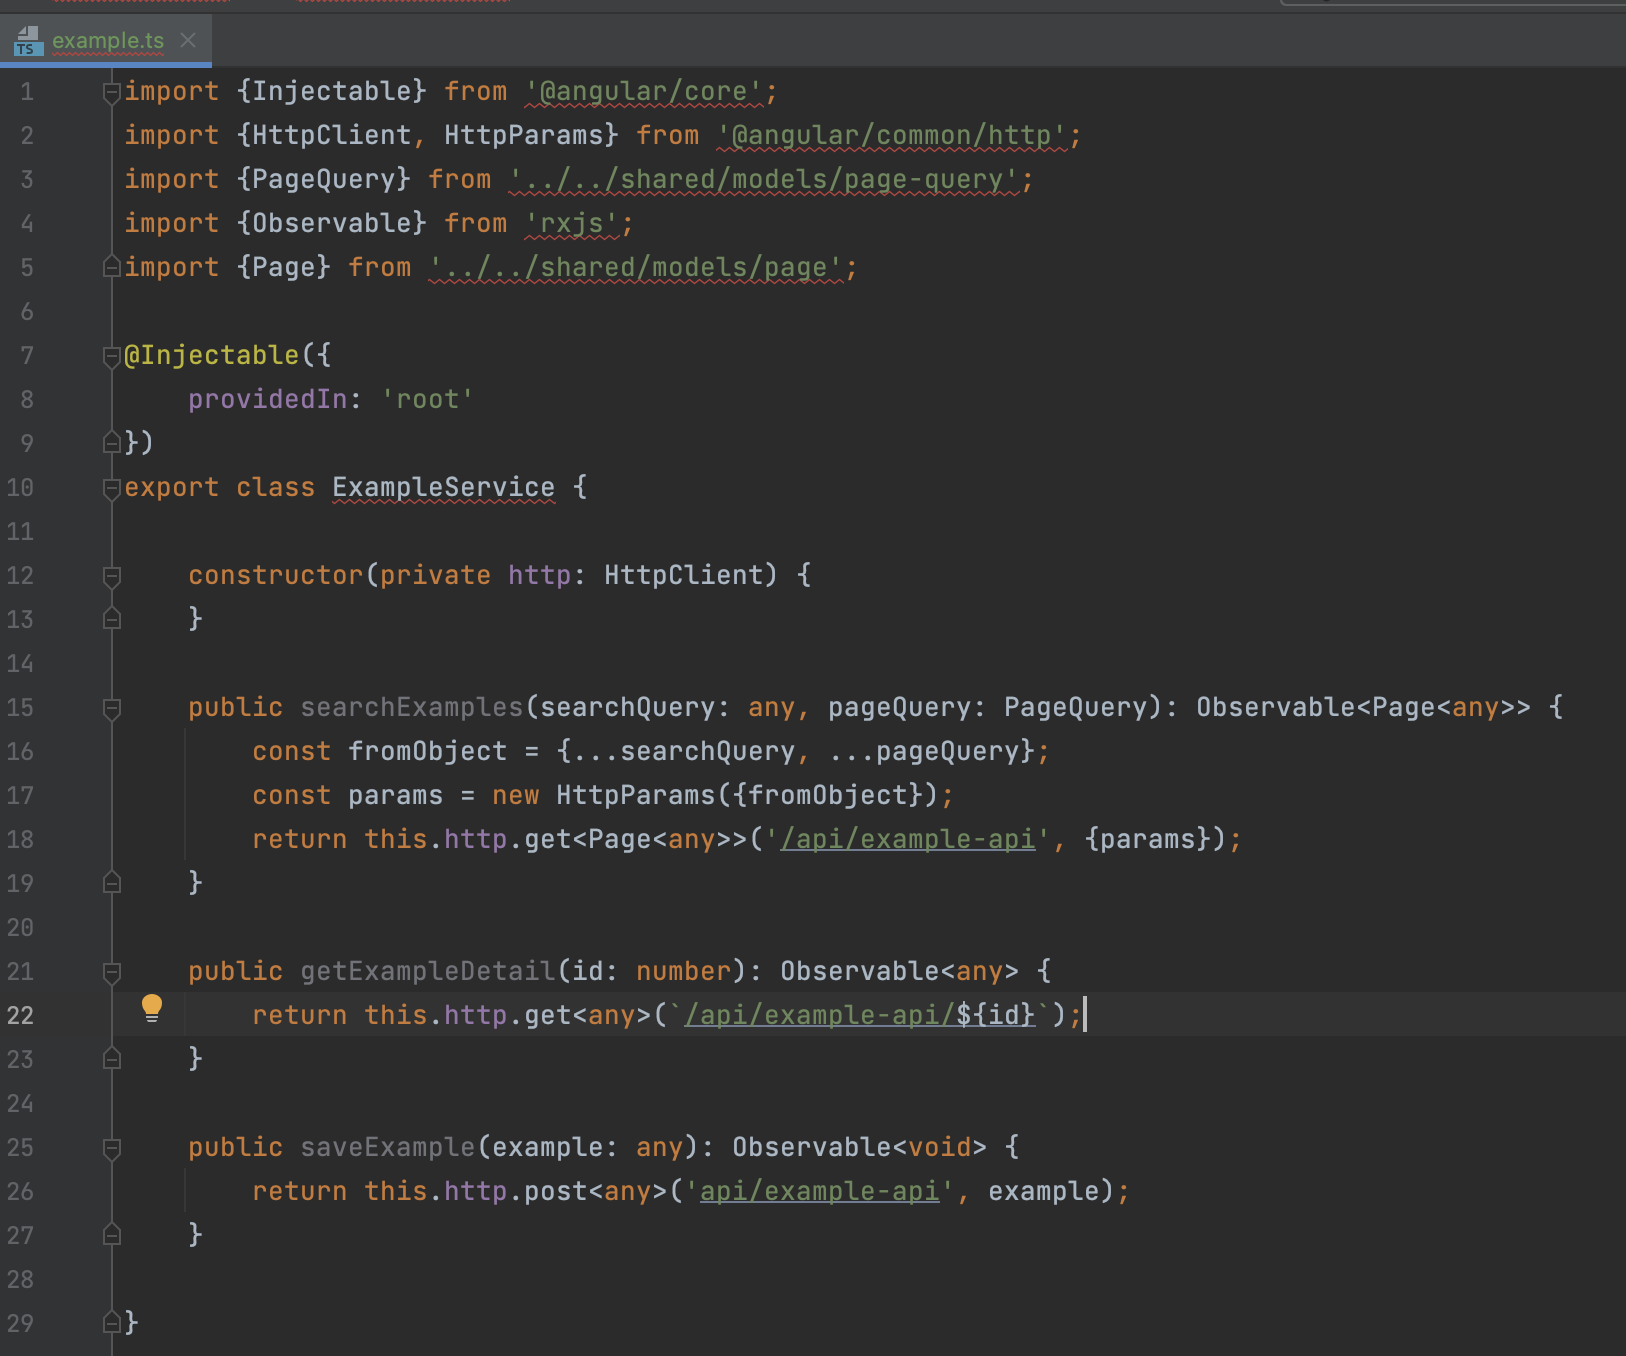 TS example.ts
1 import {Injectable} from '@angular/core';
2 import {HttpClient, HttpParams} from '@angular/common/http';
3 import {PageQuery} from '../../shared/models/page-query';
4 import {Observable} from 'rxjs';
5 import {Page} from '../../shared/models/page';
6
7 @Injectable({
8     providedIn: 'root'
9 })
10 export class ExampleService {
11
12     constructor(private http: HttpClient) {
13     }
14
15     public searchExamples(searchQuery: any, pageQuery: PageQuery): Observable<Page<any>> {
16         const fromObject = {...searchQuery, ...pageQuery};
17         const params = new HttpParams({fromObject});
18         return this.http.get<Page<any>>('/api/example-api', {params});
19     }
20
21     public getExampleDetail(id: number): Observable<any> {
22         return this.http.get<any>(`/api/example-api/${id}`);
23     }
24
25     public saveExample(example: any): Observable<void> {
26         return this.http.post<any>('api/example-api', example);
27     }
28
29 }